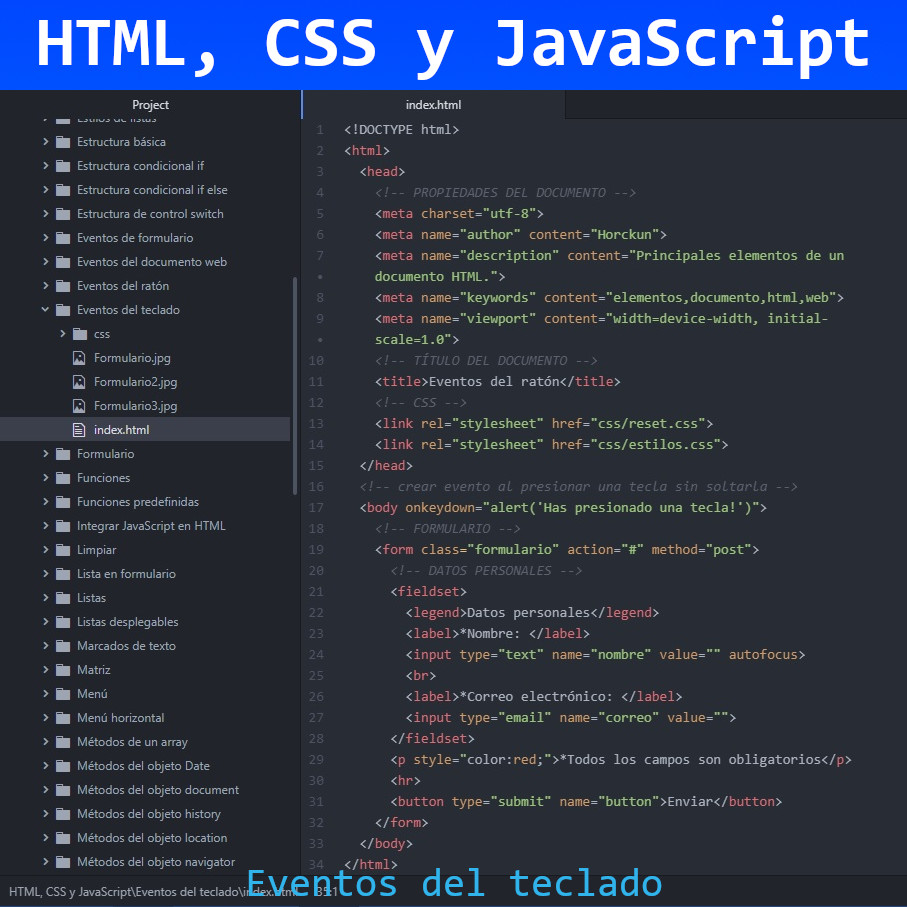 HTML, CSS y JavaScript
Project
index.html
Estilos de listas
Estructura básica
Estructura condicional if
Estructura condicional if else
Estructura de control switch
Eventos de formulario
Eventos del documento web
Eventos del ratón
Eventos del teclado
css
Formulario.jpg
Formulario2.jpg
Formulario3.jpg
index.html
Formulario
Funciones
Funciones predefinidas
Integrar JavaScript en HTML
Limpiar
Lista en formulario
Listas
Listas desplegables
Marcados de texto
Matriz
Menú
Menú horizontal
Métodos de un array
Métodos del objeto Date
Métodos del objeto document
Métodos del objeto history
Métodos del objeto location
Métodos del objeto navigator
1 <!DOCTYPE html>
2 <html>
3 <head>
4 <!-- PROPIEDADES DEL DOCUMENTO -->
5 <meta charset="utf-8">
6 <meta name="author" content="Horckun">
7 <meta name="description" content="Principales elementos de un
• documento HTML.">
8 <meta name="keywords" content="elementos,documento,html,web">
9 <meta name="viewport" content="width=device-width, initial-
• scale=1.0">
10 <!-- TÍTULO DEL DOCUMENTO -->
11 <title>Eventos del ratón</title>
12 <!-- CSS -->
13 <link rel="stylesheet" href="css/reset.css">
14 <link rel="stylesheet" href="css/estilos.css">
15 </head>
16 <!-- crear evento al presionar una tecla sin soltarla -->
17 <body onkeydown="alert('Has presionado una tecla!')">
18 <!-- FORMULARIO -->
19 <form class="formulario" action="#" method="post">
20 <!-- DATOS PERSONALES -->
21 <fieldset>
22 <legend>Datos personales</legend>
23 <label>*Nombre: </label>
24 <input type="text" name="nombre" value="" autofocus>
25 <br>
26 <label>*Correo electrónico: </label>
27 <input type="email" name="correo" value="">
28 </fieldset>
29 <p style="color:red;">*Todos los campos son obligatorios</p>
30 <hr>
31 <button type="submit" name="button">Enviar</button>
32 </form>
33 </body>
34 </html>
HTML, CSS y JavaScript\Eventos del teclado\index.html 35:1
Eventos del teclado